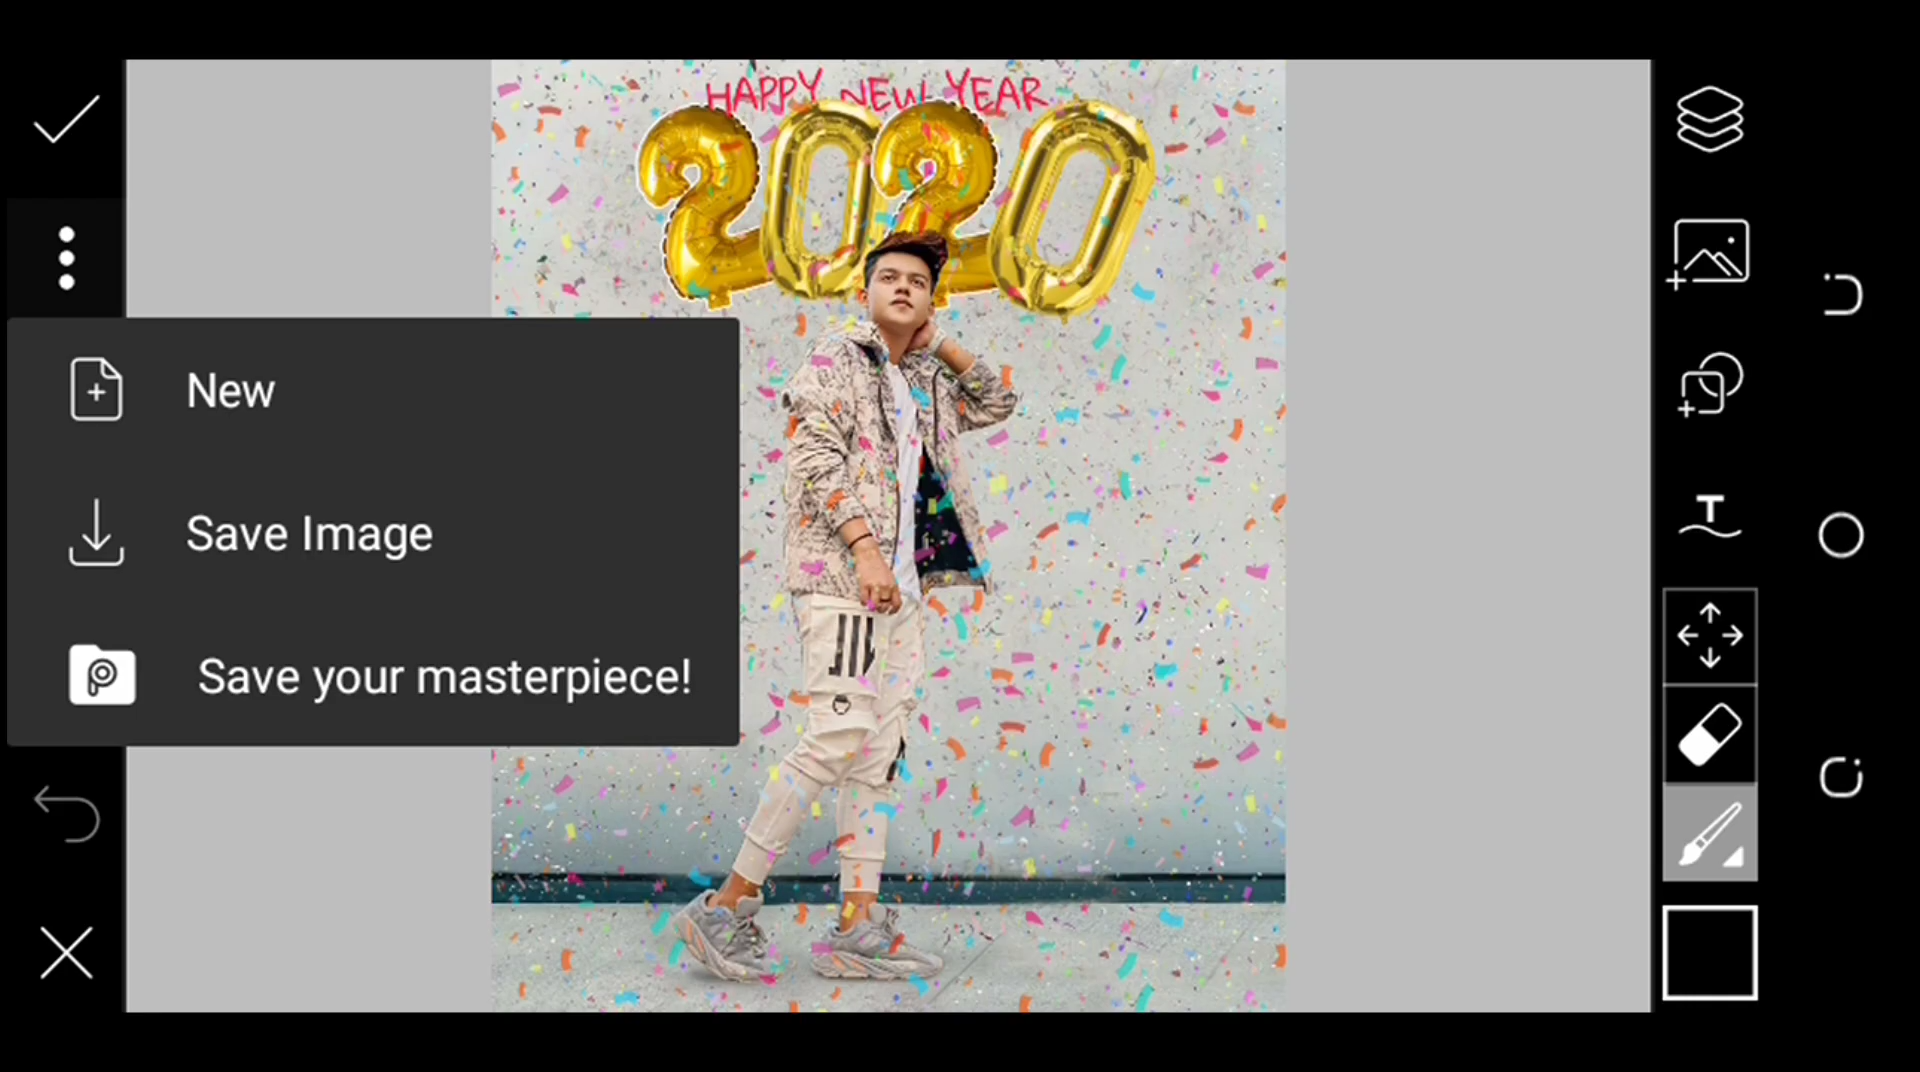 HAPPY NEW YEAR
2020
New
Save Image
Save your masterpiece!
T